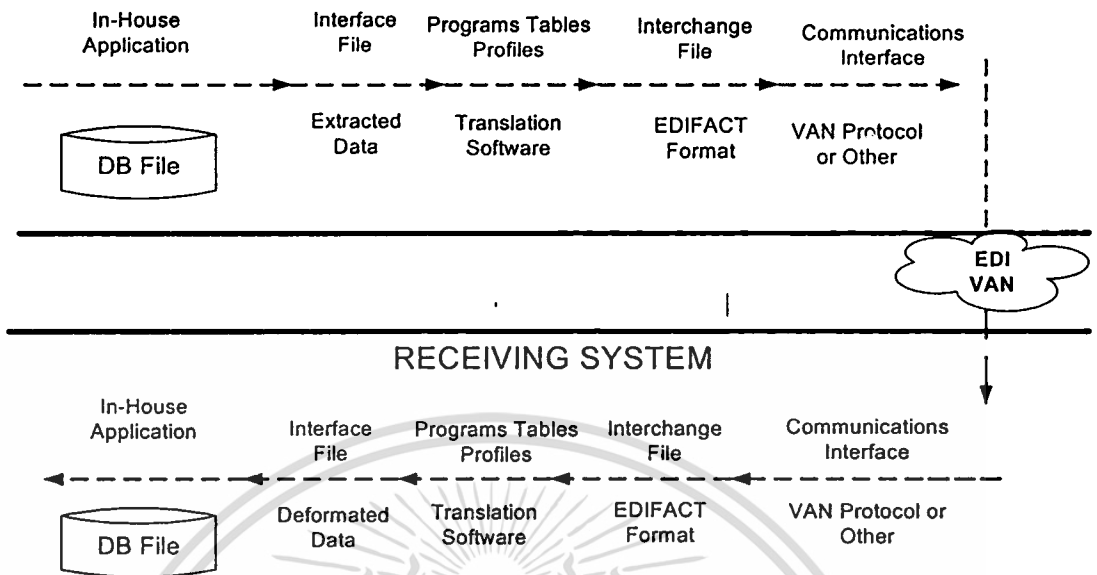 In-House
Application
Interface
File
Programs Tables
Profiles
Interchange
File
Communications
Interface
DB File
Extracted
Data
Translation
Software
EDIFACT
Format
VAN Protocol
or Other
EDI
VAN
RECEIVING SYSTEM
In-House
Application
Interface
File
Programs Tables
Profiles
Interchange
File
Communications
Interface
DB File
Deformated
Data
Translation
Software
EDIFACT
Format
VAN Protocol or
Other